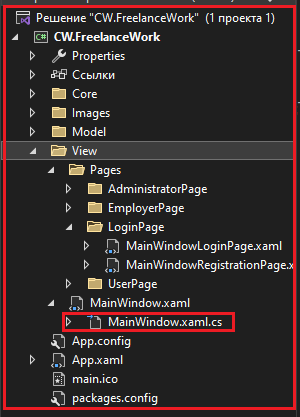 Решение "CW.FreelanceWork" (1 проекта 1)
C# CW.FreelanceWork
Properties
Ссылки
Core
Images
Model
View
Pages
AdministratorPage
EmployerPage
LoginPage
MainWindowLoginPage.xaml
MainWindowRegistrationPage.x
UserPage
MainWindow.xaml
MainWindow.xaml.cs
App.config
App.xaml
main.ico
packages.config